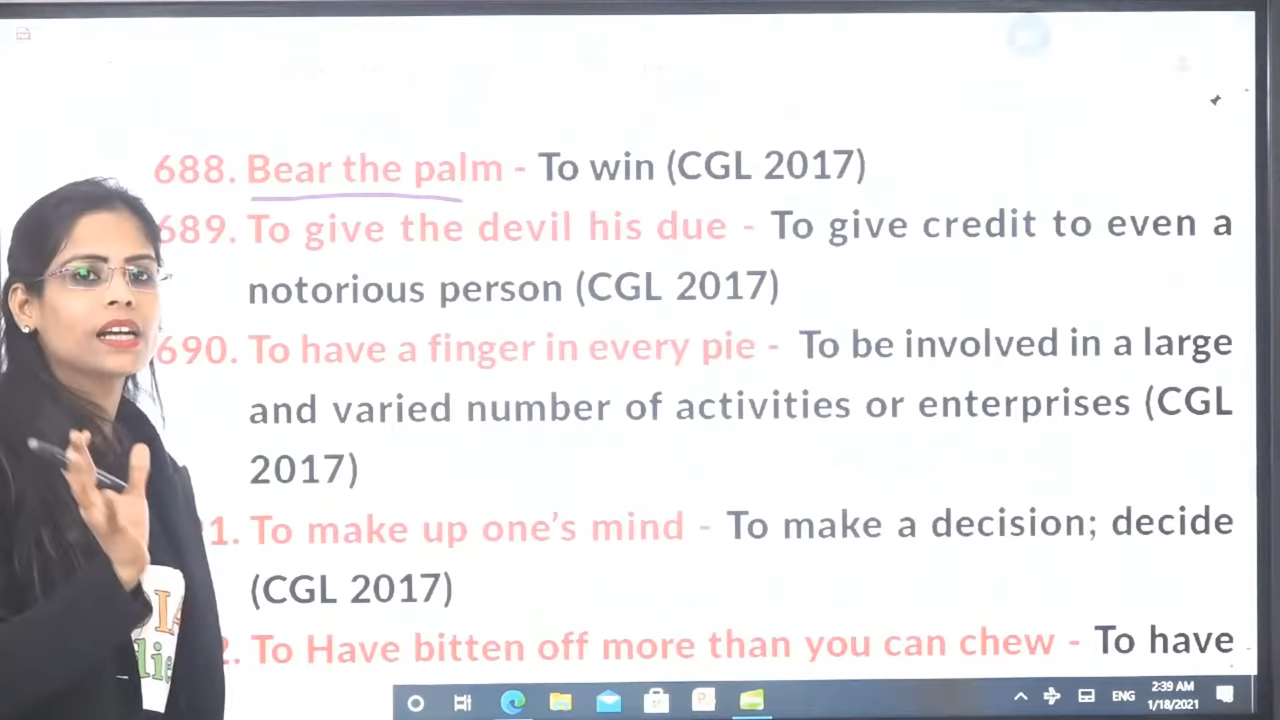 688. Bear the palm - To win (CGL 2017)
689. To give the devil his due - To give credit to even a
notorious person (CGL 2017)
690. To have a finger in every pie - To be involved in a large
and varied number of activities or enterprises (CGL
2017)
1. To make up one's mind - To make a decision; decide
(CGL 2017)
2. To Have bitten off more than you can chew - To have
ENG
2:39 AM
1/18/2021